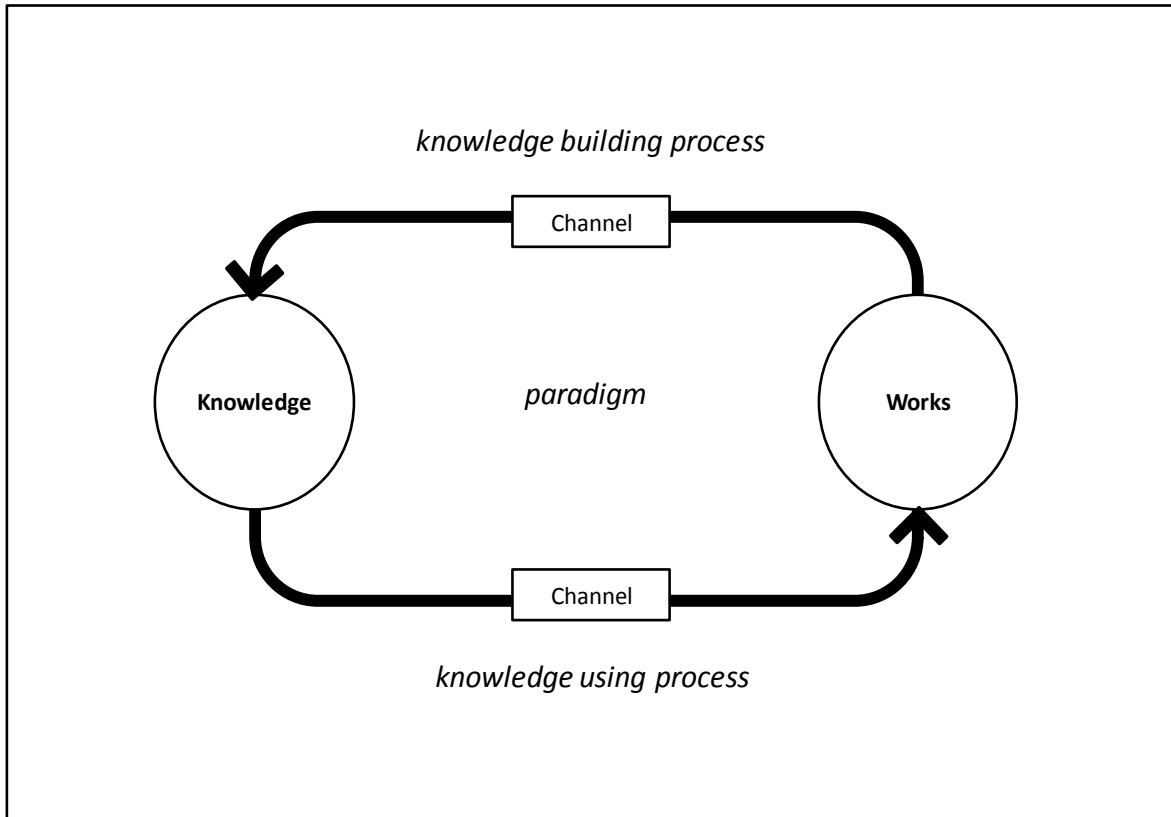 knowledge building process
Channel
Knowledge
paradigm
Works
Channel
knowledge using process